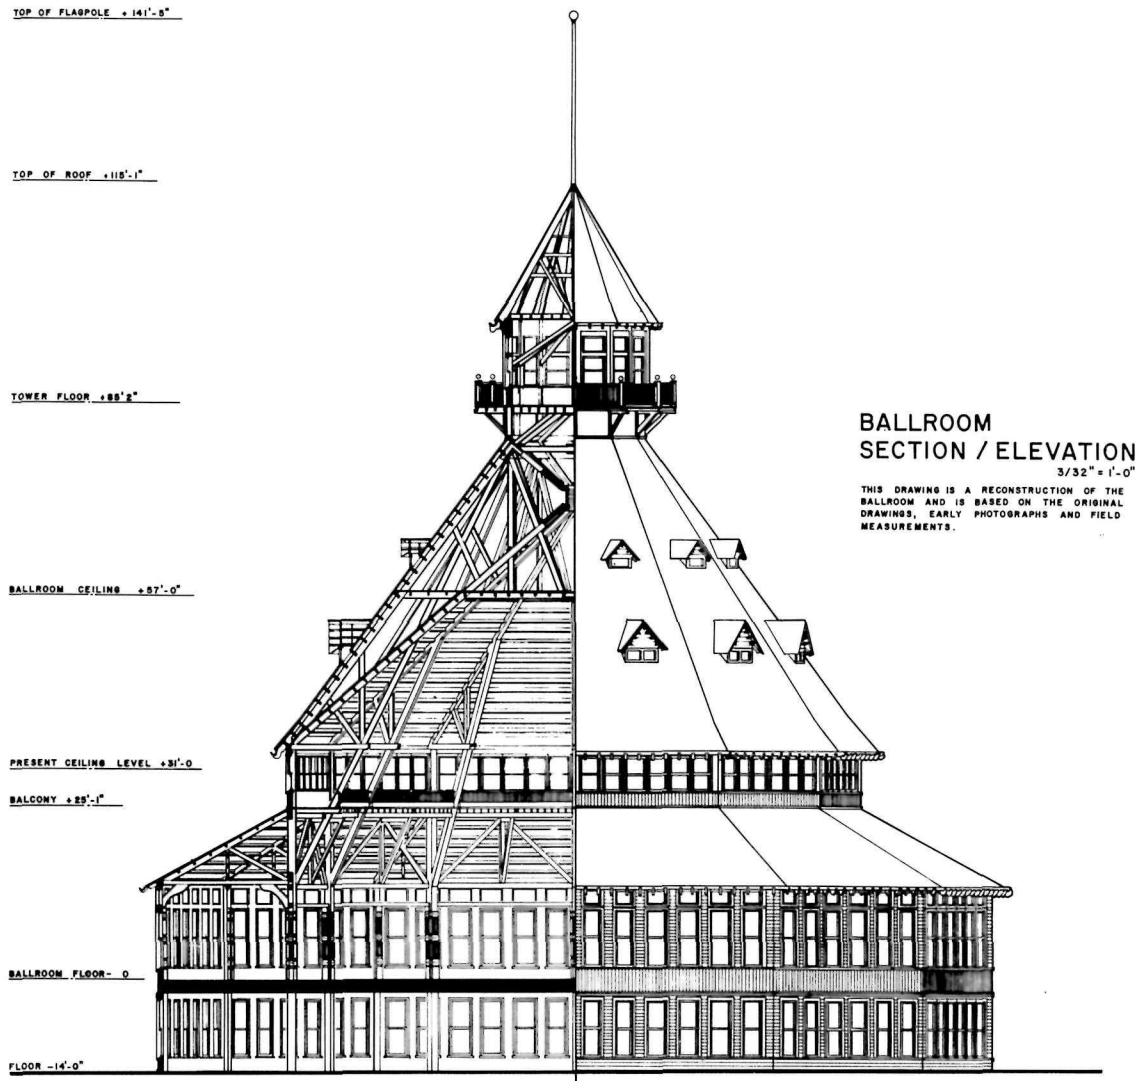 TOP OF FLAGPOLE + 141'-5"
TOP OF ROOF +115'-1"
TOWER FLOOR +85'2"
BALLROOM
SECTION / ELEVATION
3/32" = 1'-0"
THIS DRAWING IS A RECONSTRUCTION OF THE
BALLROOM AND IS BASED ON THE ORIGINAL
DRAWINGS, EARLY PHOTOGRAPHS AND FIELD
MEASUREMENTS.
BALLROOM CEILING +57'-0"
PRESENT CEILING LEVEL +31'-0
BALCONY +25'-1"
BALLROOM FLOOR- 0
FLOOR -14'-0"